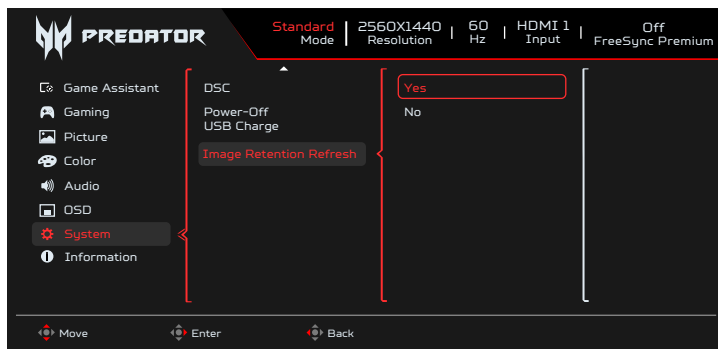 PREDATOR
Standard Mode
2560X1440 Resolution
60 Hz
HDMI 1 Input
Off FreeSync Premium
Game Assistant
Gaming
Picture
Color
Audio
OSD
System
Information
DSC
Power-Off
USB Charge
Image Retention Refresh
Yes
No
Move
Enter
Back